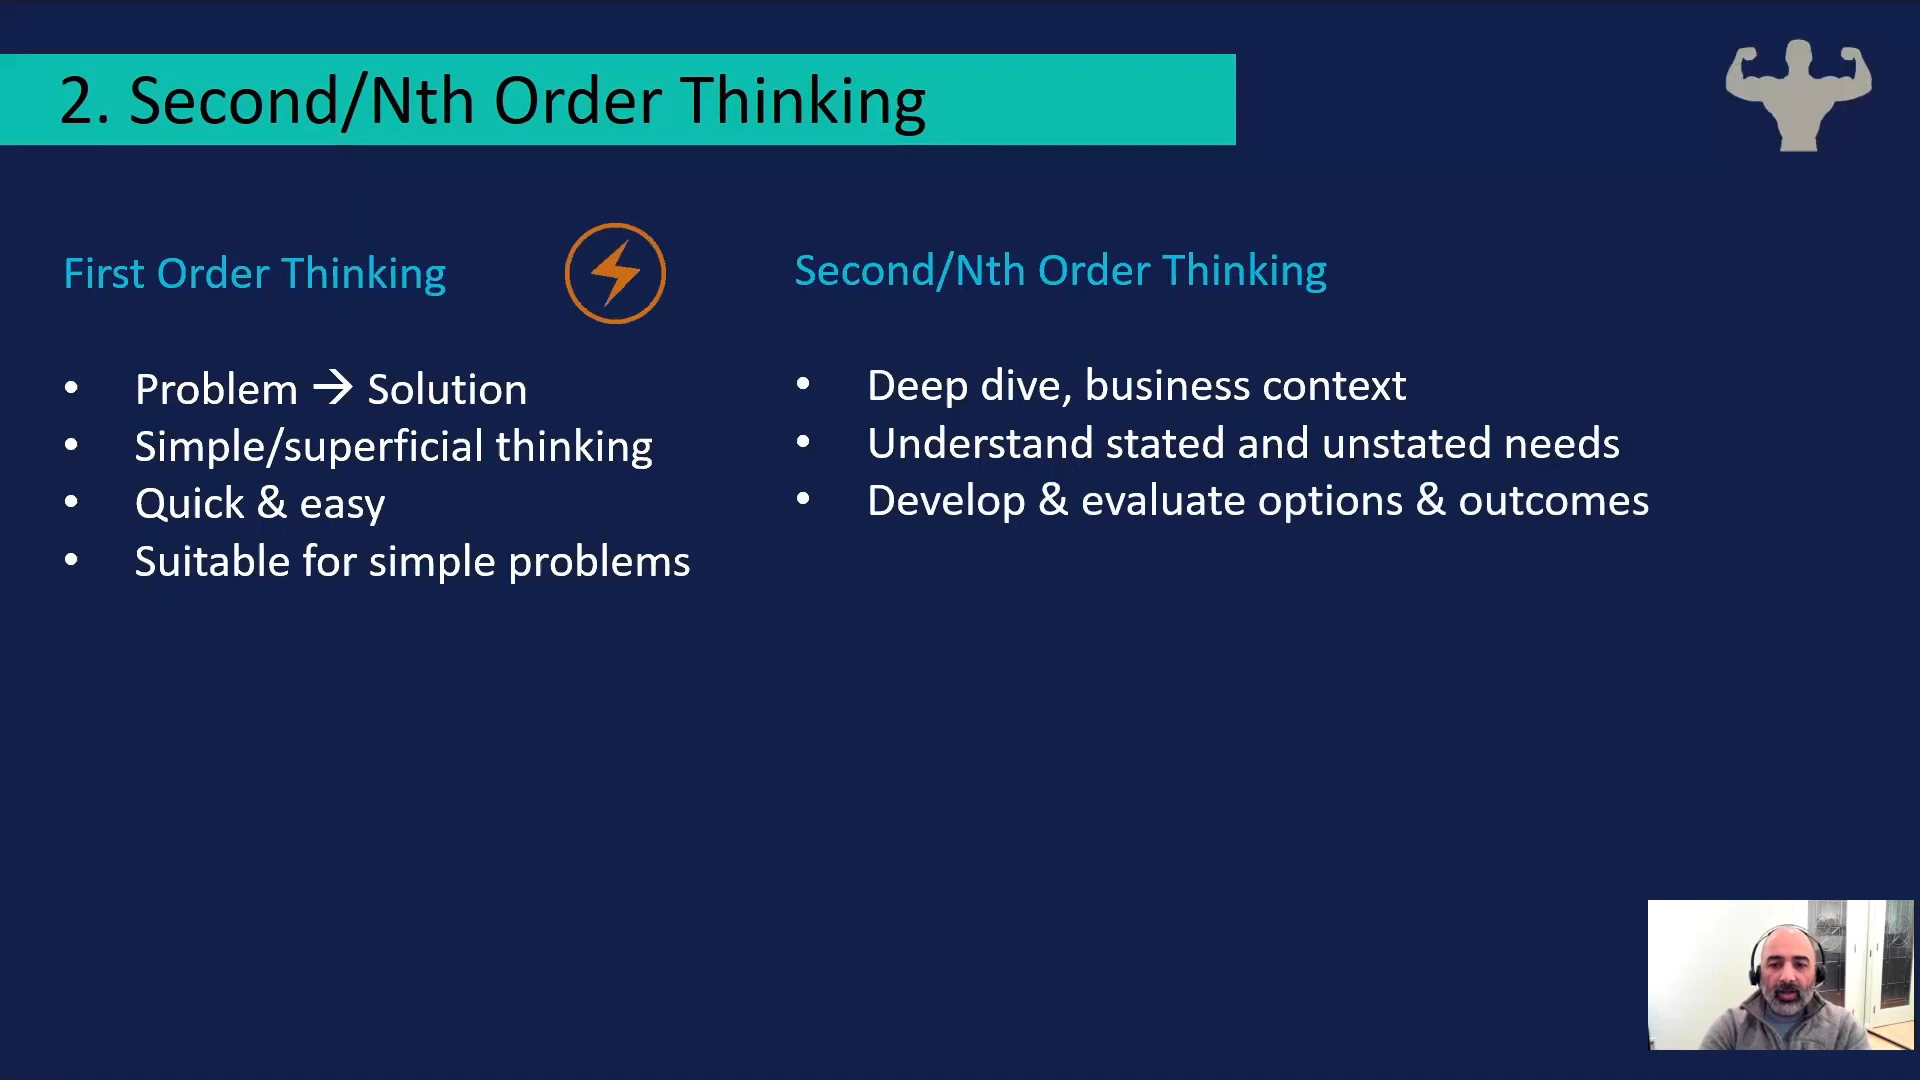 2. Second/Nth Order Thinking
First Order Thinking
• Problem → Solution
• Simple/superficial thinking
• Quick & easy
• Suitable for simple problems
Second/Nth Order Thinking
• Deep dive, business context
• Understand stated and unstated needs
• Develop & evaluate options & outcomes